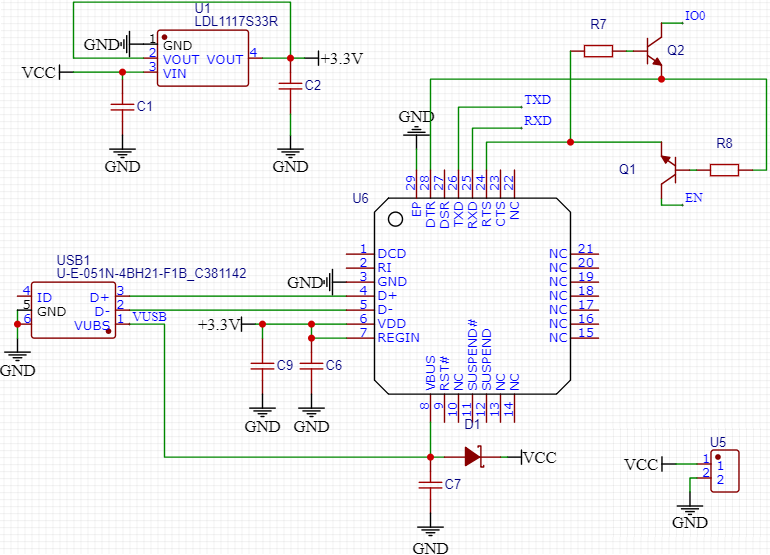 U1
LDL1117S33R
GND
1
GND
2
VOUT
VOUT
4
3
VIN
VCC
+3.3V
C1
C2
GND
GND
R7
IO0
Q2
TXD
RXD
GND
R8
Q1
EN
U6
29
28
27
26
25
24
23
22
EP
DTR
DSR
TXD
RXD
RTS
CTS
NC
1
DCD
2
RI
3
GND
4
D+
5
D-
6
VDD
7
REGIN
NC
21
NC
20
NC
19
NC
18
NC
17
NC
16
NC
15
GND
USB1
U-E-051N-4BH21-F1B_C381142
4
ID
D+
3
5
GND
D-
2
6
VUBS
1
VUSB
GND
+3.3V
C9
C6
GND
GND
VBUS
RST#
NC
SUSPEND#
SUSPEND
NC
NC
8
9
10
11
12
13
14
D1
VCC
C7
GND
U5
VCC
1
1
2
2
GND